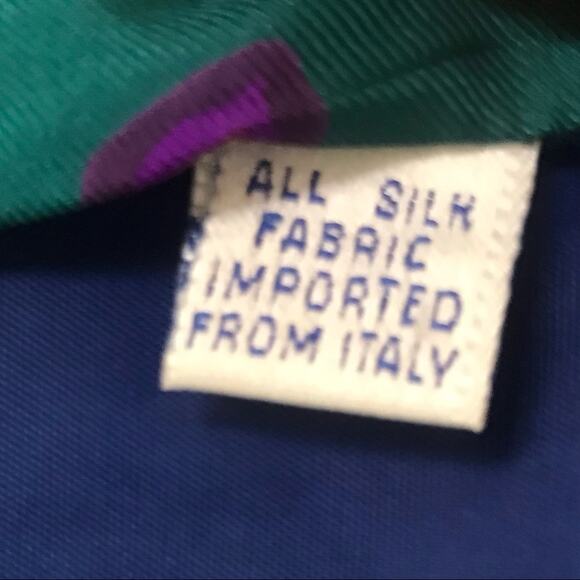 ALL SILK
FABRIC
IMPORTED
FROM ITALY